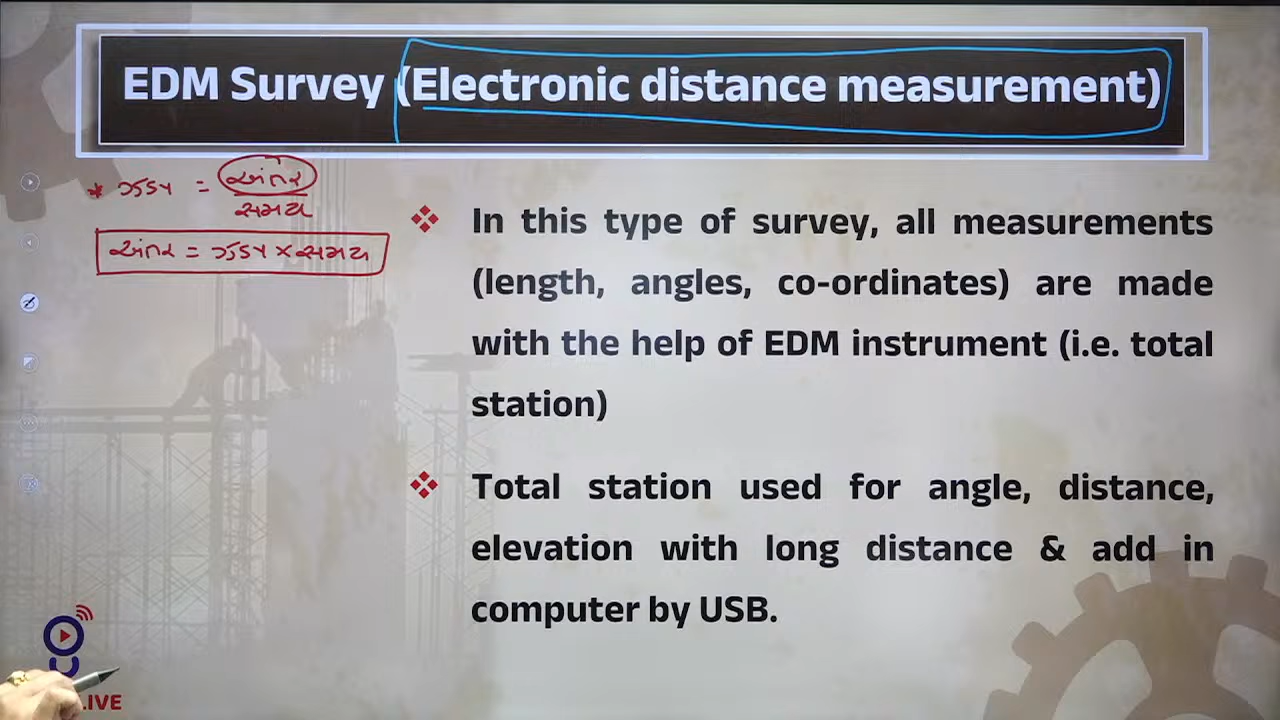 EDM Survey (Electronic distance measurement)
* ઝડપ = અંતર
સમય
અંતર = ઝડપ × સમય
❖ In this type of survey, all measurements
(length, angles, co-ordinates) are made
with the help of EDM instrument (i.e. total
station)
❖ Total station used for angle, distance,
elevation with long distance & add in
computer by USB.
LIVE